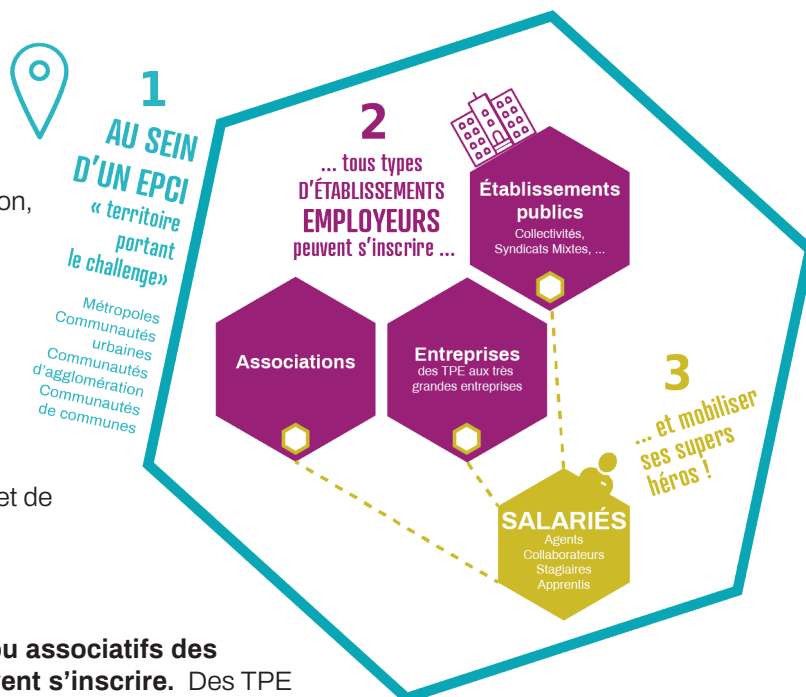 1
AU SEIN
D'UN EPCI
« territoire
portant
le challenge»
Métropoles
Communautés
urbaines
Communautés
d'agglomération
Communautés
de communes
2
... tous types
D'ÉTABLISSEMENTS
EMPLOYEURS
peuvent s'inscrire ...
Établissements
publics
Collectivités,
Syndicats Mixtes, ...
Associations
Entreprises
des TPE aux très
grandes entreprises
3
... et mobiliser
ses supers
héros !
SALARIÉS
Agents
Collaborateurs
Stagiaires
Apprentis
on,
et de
ou associatifs des
vent s'inscrire. Des TPE